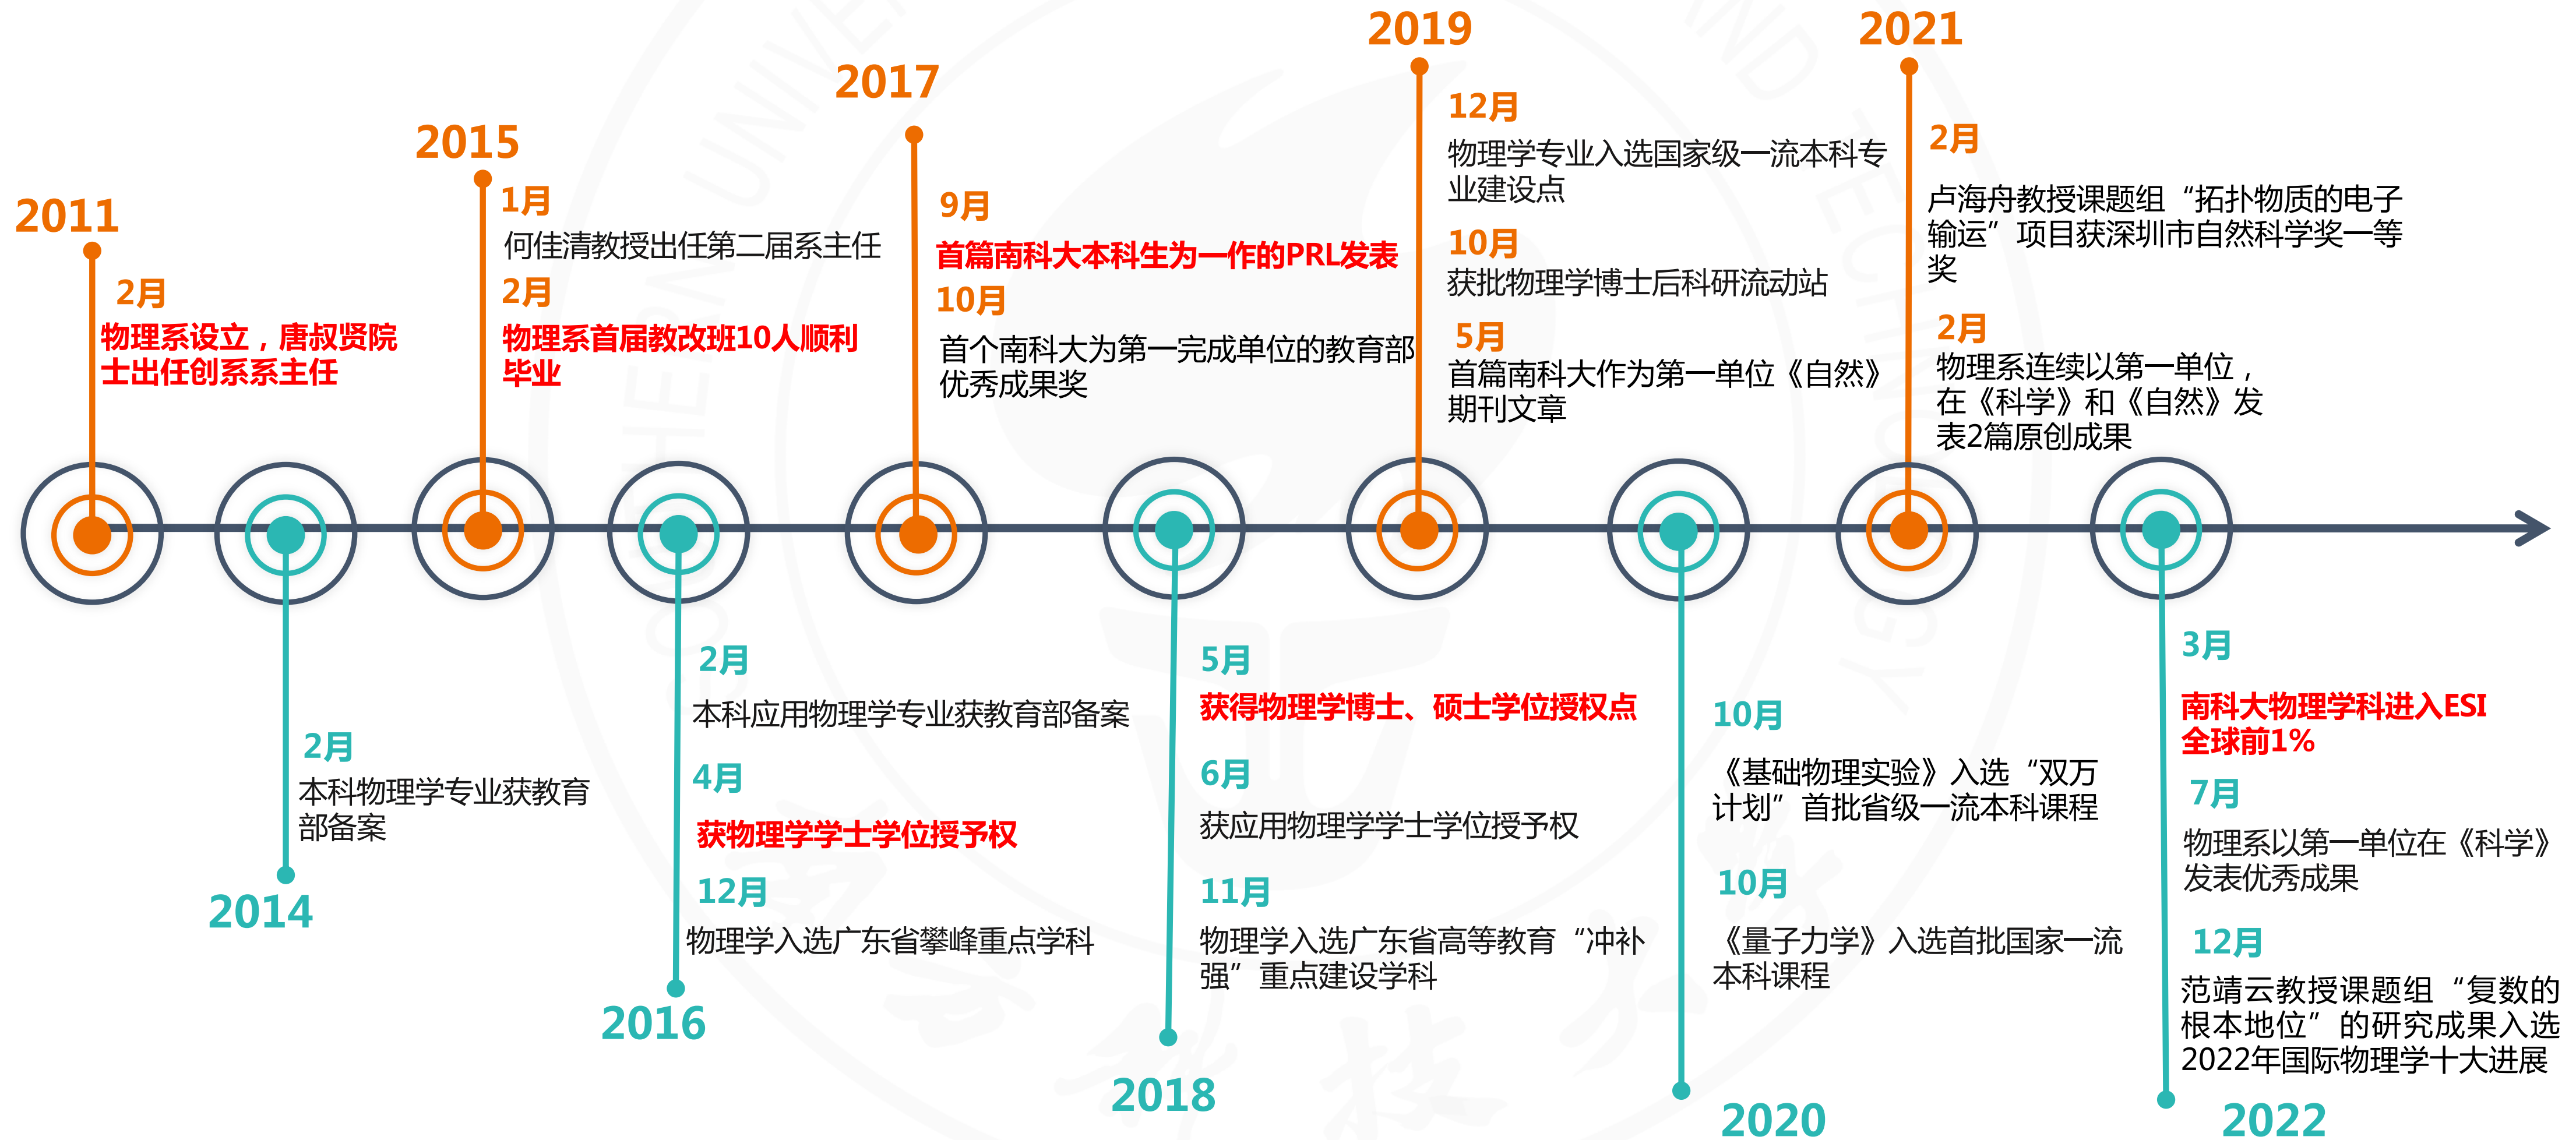 2011
2月
物理系设立，唐叔贤院
士出任创系系主任
2014
2月
本科物理学专业获教育
部备案
2015
1月
何佳清教授出任第二届系主任
2月
物理系首届教改班10人顺利
毕业
2016
2月
本科应用物理学专业获教育部备案
4月
获物理学学士学位授予权
12月
物理学入选广东省攀峰重点学科
2017
9月
首篇南科大本科生为一作的PRL发表
10月
首个南科大为第一完成单位的教育部
优秀成果奖
2018
5月
获得物理学博士、硕士学位授权点
6月
获应用物理学学士学位授予权
11月
物理学入选广东省高等教育“冲补
强”重点建设学科
2019
12月
物理学专业入选国家级一流本科专
业建设点
10月
获批物理学博士后科研流动站
5月
首篇南科大作为第一单位《自然》
期刊文章
2020
10月
《基础物理实验》入选“双万
计划”首批省级一流本科课程
10月
《量子力学》入选首批国家一流
本科课程
2021
2月
卢海舟教授课题组“拓扑物质的电子
输运”项目获深圳市自然科学奖一等
奖
2月
物理系连续以第一单位，
在《科学》和《自然》发
表2篇原创成果
2022
3月
南科大物理学科进入ESI
全球前1%
7月
物理系以第一单位在《科学》
发表优秀成果
12月
范靖云教授课题组“复数的
根本地位”的研究成果入选
2022年国际物理学十大进展